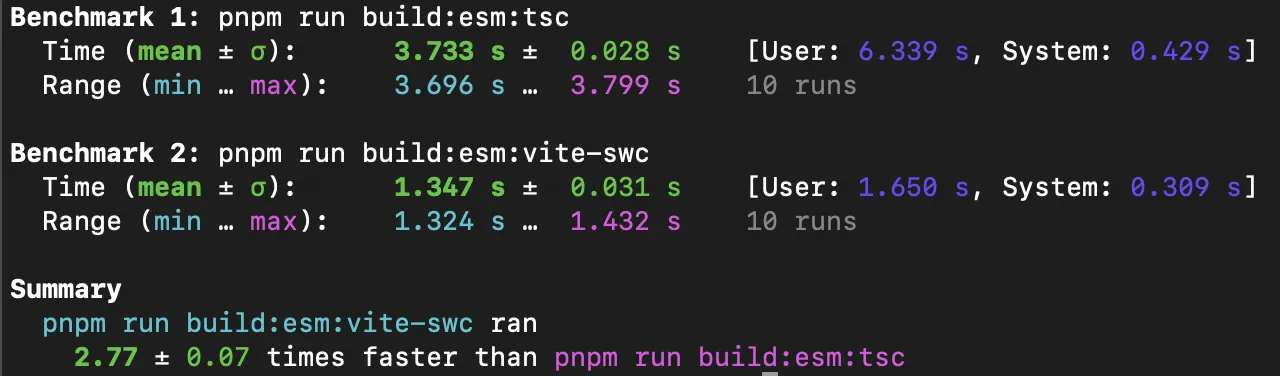 Benchmark 1: pnpm run build:esm:tsc
  Time (mean ± σ):      3.733 s ±  0.028 s    [User: 6.339 s, System: 0.429 s]
  Range (min … max):    3.696 s …  3.799 s    10 runs

Benchmark 2: pnpm run build:esm:vite-swc
  Time (mean ± σ):      1.347 s ±  0.031 s    [User: 1.650 s, System: 0.309 s]
  Range (min … max):    1.324 s …  1.432 s    10 runs

Summary
  pnpm run build:esm:vite-swc ran
    2.77 ± 0.07 times faster than pnpm run build:esm:tsc